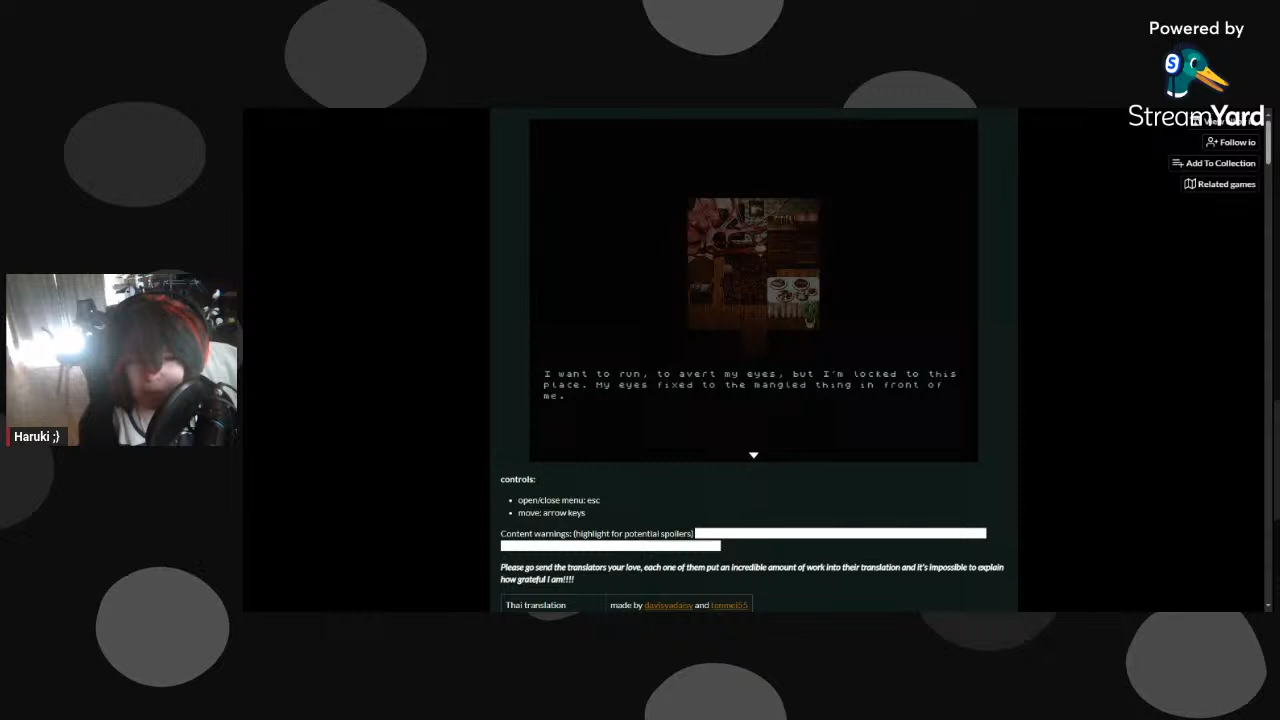 Powered by
StreamYard
Follow io
Add To Collection
Related games
I want to run, to avert my eyes, but I'm locked to this
place. My eyes fixed to the mangled thing in front of
me.
Haruki ;)
controls:
open/close menu: esc
move: arrow keys
Content warnings: (highlight for potential spoilers)
Please go send the translators your love, each one of them put an incredible amount of work into their translation and it's impossible to explain
how grateful I am!!!!
Thai translation made by davisyadaisy and tonmei55